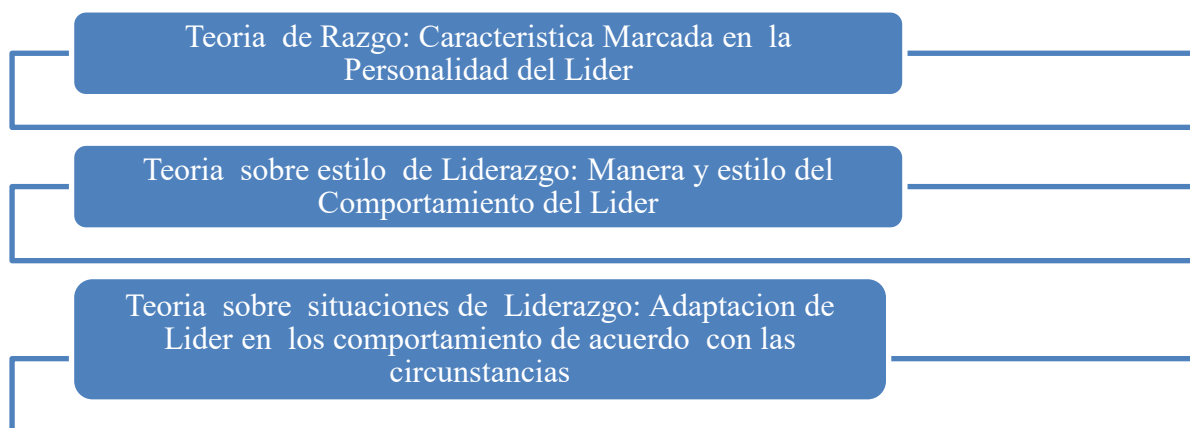 Teoria de Razgo: Caracteristica Marcada en la
Personalidad del Lider
Teoria sobre estilo de Liderazgo: Manera y estilo del
Comportamiento del Lider
Teoria sobre situaciones de Liderazgo: Adaptacion de
Lider en los comportamiento de acuerdo con las
circunstancias